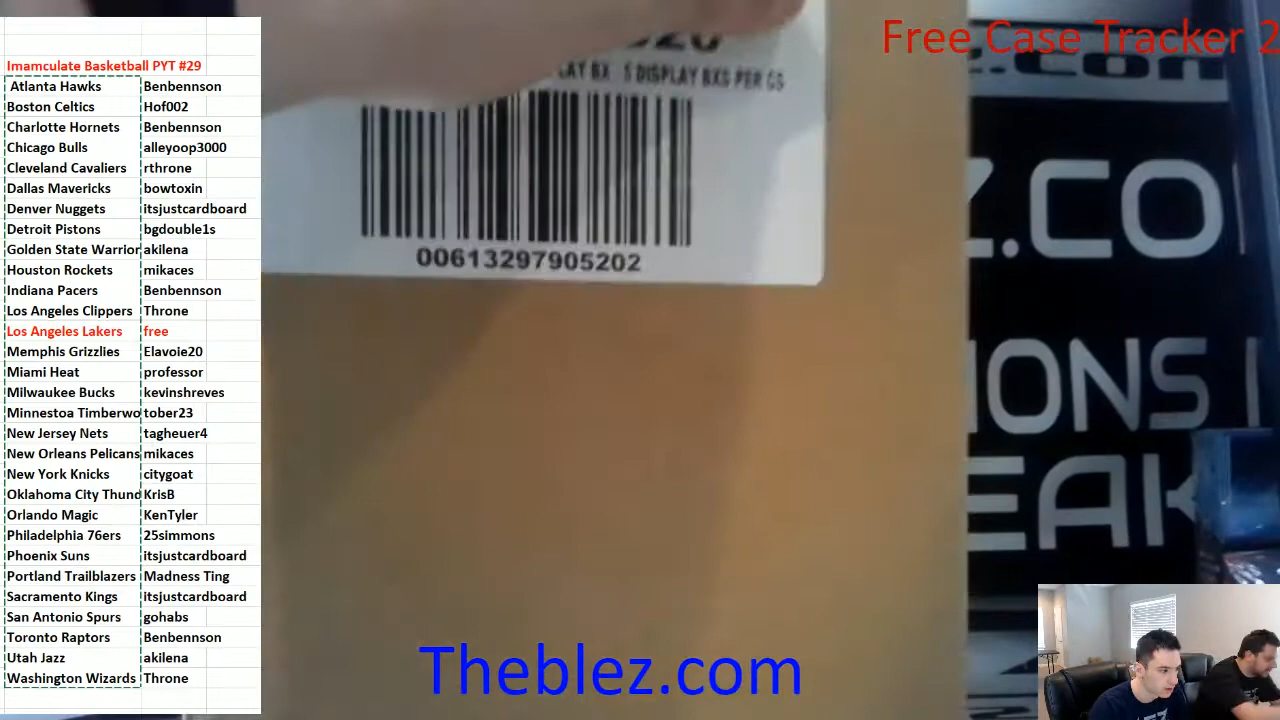 Imamculate Basketball PYT #29
Atlanta Hawks Benbennson
Boston Celtics Hof002
Charlotte Hornets Benbennson
Chicago Bulls alleyoop3000
Cleveland Cavaliers rthrone
Dallas Mavericks bowtoxin
Denver Nuggets itsjustcardboard
Detroit Pistons bgdouble1s
Golden State Warrior akilena
Houston Rockets mikaces
Indiana Pacers Benbennson
Los Angeles Clippers Throne
Los Angeles Lakers free
Memphis Grizzlies Elavoie20
Miami Heat professor
Milwaukee Bucks kevinshreves
Minnestoa Timberwo tober23
New Jersey Nets tagheuer4
New Orleans Pelicans mikaces
New York Knicks citygoat
Oklahoma City Thund KrisB
Orlando Magic KenTyler
Philadelphia 76ers 25simmons
Phoenix Suns itsjustcardboard
Portland Trailblazers Madness Ting
Sacramento Kings itsjustcardboard
San Antonio Spurs gohabs
Toronto Raptors Benbennson
Utah Jazz akilena
Washington Wizards Throne
Free Case Tracker 2
LAY BX 5 DISPLAY BXS PER CS
00613297905202
Z.CO
IONS
EAK
Theblez.com